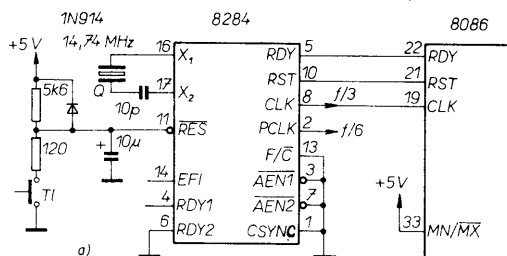 1N914 8284 8086
+5V 14,74 MHz 16 X1 RDY 5 22 RDY
5k6 Q 17 X2 RST 10 21 RST
10p CLK 8 f/3 19 CLK
11 RES PCLK 2 f/6
120 + 10µ F/C 13
TI 14 EFI AEN1 3
4 RDY1 AEN2 7 +5V
6 RDY2 CSYNC 1 33 MN/MX
a)